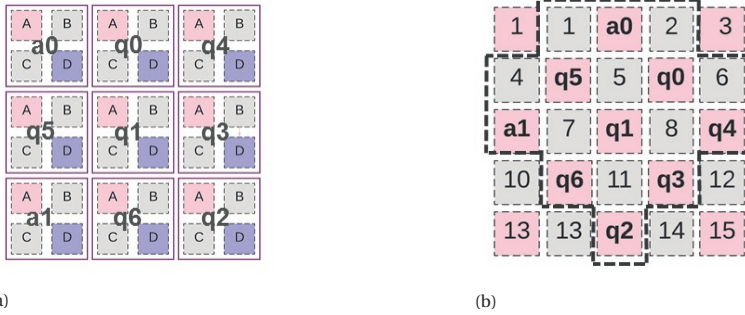 A B A B A B
a0 q0 q4
C D C D C D
A B A B A B
q5 q1 q3
C D C D C D
A B A B A B
a1 q6 q2
C D C D C D
1 1 a0 2 3
4 q5 5 q0 6
a1 7 q1 8 q4
10 q6 11 q3 12
13 13 q2 14 15
) (b)